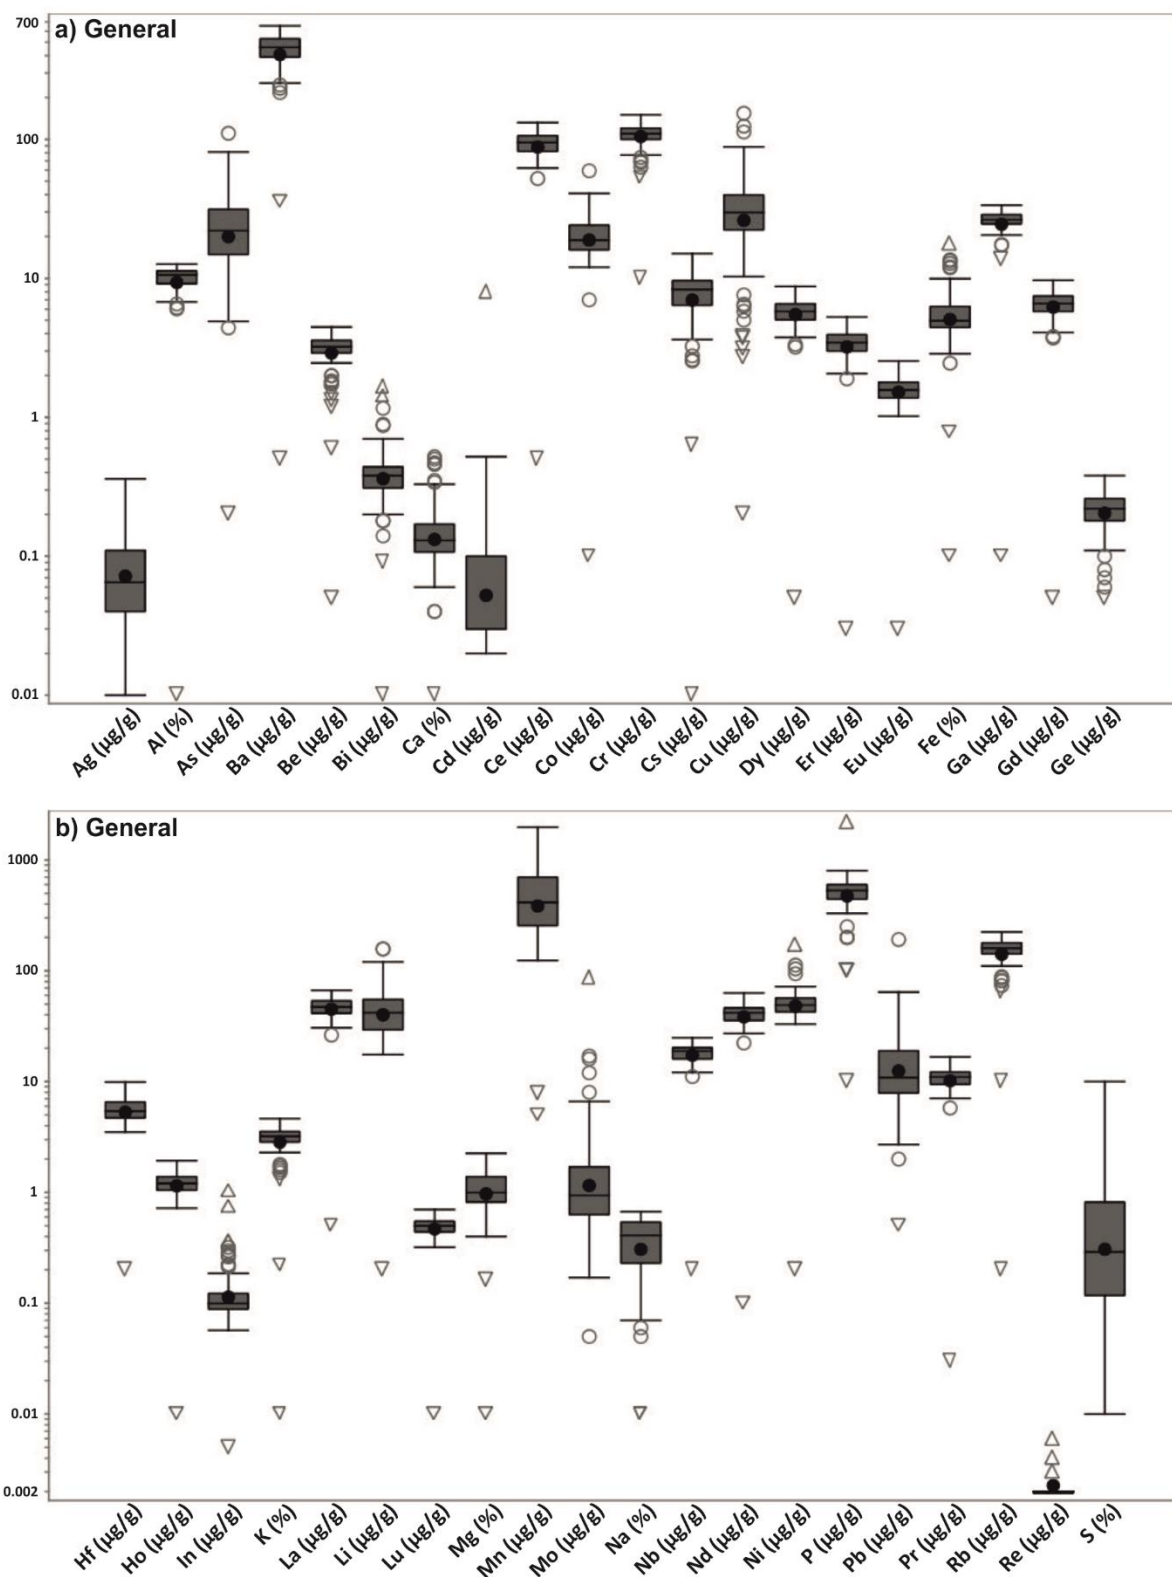 a) General
700
100
10
1
0.1
0.01
Ag (µg/g)
Al (%)
As (µg/g)
Ba (µg/g)
Be (µg/g)
Bi (µg/g)
Ca (%)
Cd (µg/g)
Ce (µg/g)
Co (µg/g)
Cr (µg/g)
Cs (µg/g)
Cu (µg/g)
Dy (µg/g)
Er (µg/g)
Eu (µg/g)
Fe (%)
Ga (µg/g)
Gd (µg/g)
Ge (µg/g)
b) General
1000
100
10
1
0.1
0.01
0.002
Hf (µg/g)
Ho (µg/g)
In (µg/g)
K (%)
La (µg/g)
Li (µg/g)
Lu (µg/g)
Mg (%)
Mn (µg/g)
Mo (µg/g)
Na (%)
Nb (µg/g)
Nd (µg/g)
Ni (µg/g)
P (µg/g)
Pb (µg/g)
Pr (µg/g)
Rb (µg/g)
Re (µg/g)
S (%)